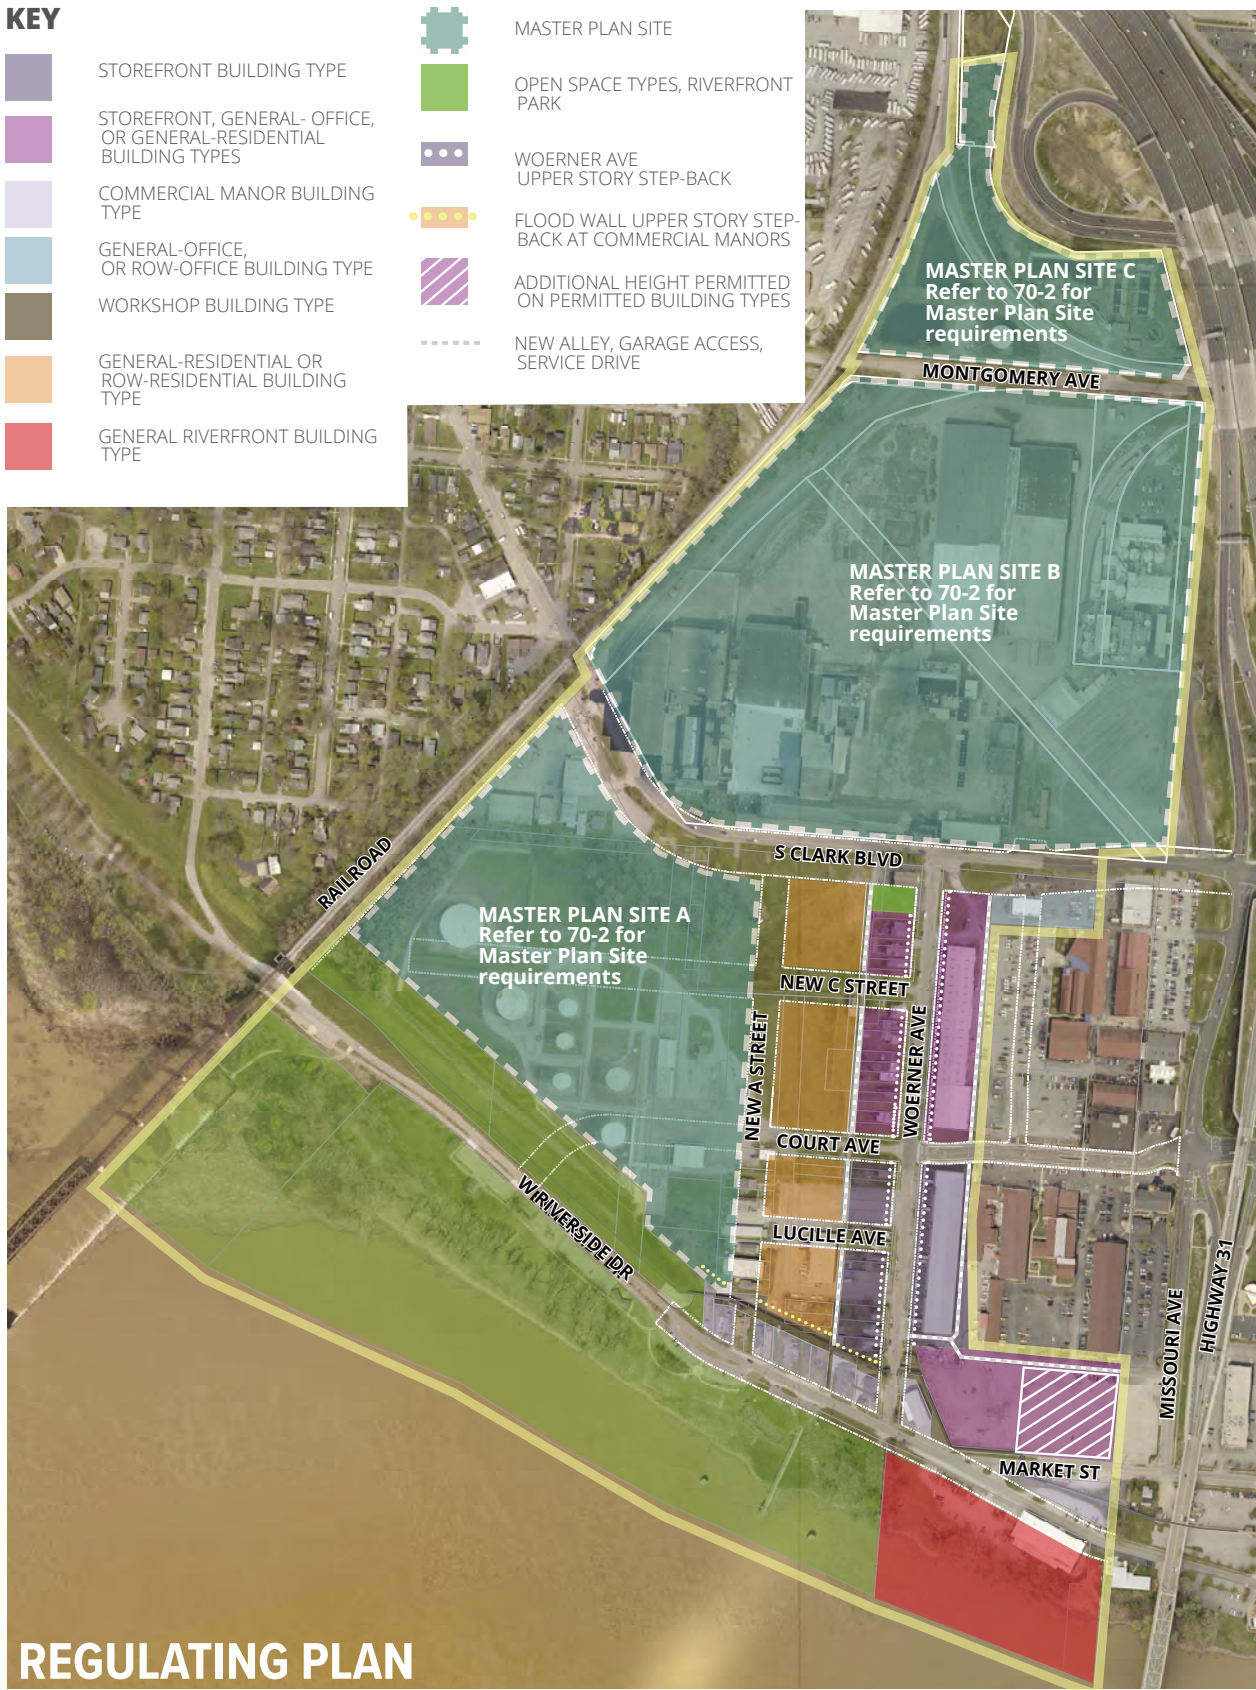 KEY
STOREFRONT BUILDING TYPE
STOREFRONT, GENERAL- OFFICE,
OR GENERAL-RESIDENTIAL
BUILDING TYPES
COMMERCIAL MANOR BUILDING
TYPE
GENERAL-OFFICE,
OR ROW-OFFICE BUILDING TYPE
WORKSHOP BUILDING TYPE
GENERAL-RESIDENTIAL OR
ROW-RESIDENTIAL BUILDING
TYPE
GENERAL RIVERFRONT BUILDING
TYPE
MASTER PLAN SITE
OPEN SPACE TYPES, RIVERFRONT
PARK
WOERNER AVE
UPPER STORY STEP-BACK
FLOOD WALL UPPER STORY STEP-
BACK AT COMMERCIAL MANORS
ADDITIONAL HEIGHT PERMITTED
ON PERMITTED BUILDING TYPES
NEW ALLEY, GARAGE ACCESS,
SERVICE DRIVE
MASTER PLAN SITE C
Refer to 70-2 for
Master Plan Site
requirements
MONTGOMERY AVE
MASTER PLAN SITE B
Refer to 70-2 for
Master Plan Site
requirements
S CLARK BLVD
RAILROAD
MASTER PLAN SITE A
Refer to 70-2 for
Master Plan Site
requirements
NEW C STREET
NEW A STREET
WOERNER AVE
COURT AVE
W RIVERSIDE DR
LUCILLE AVE
HIGHWAY 31
MISSOURI AVE
MARKET ST
REGULATING PLAN